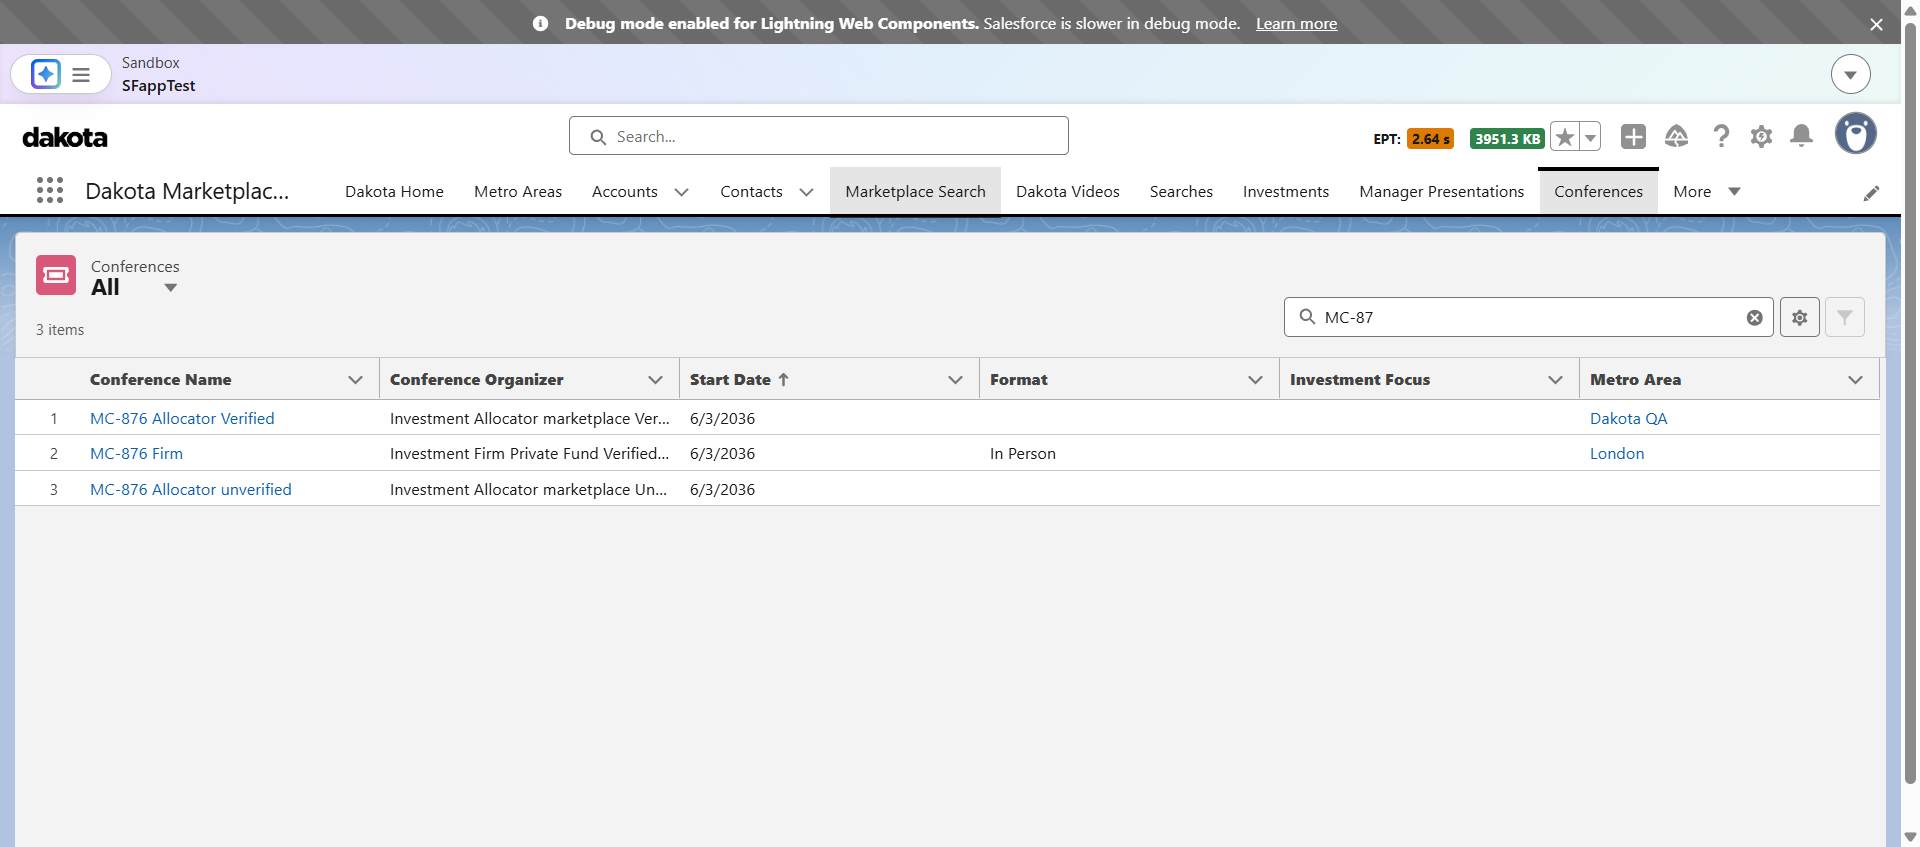 Debug mode enabled for Lightning Web Components. Salesforce is slower in debug mode. Learn more
Sandbox
SFappTest
dakota
Search...
EPT: 2.64 s 3951.3 KB
Dakota Marketplac... Dakota Home Metro Areas Accounts Contacts Marketplace Search Dakota Videos Searches Investments Manager Presentations Conferences More
Conferences
All
3 items
MC-87
Conference Name Conference Organizer Start Date Format Investment Focus Metro Area
1 MC-876 Allocator Verified Investment Allocator marketplace Ver... 6/3/2036 Dakota QA
2 MC-876 Firm Investment Firm Private Fund Verified... 6/3/2036 In Person London
3 MC-876 Allocator unverified Investment Allocator marketplace Un... 6/3/2036